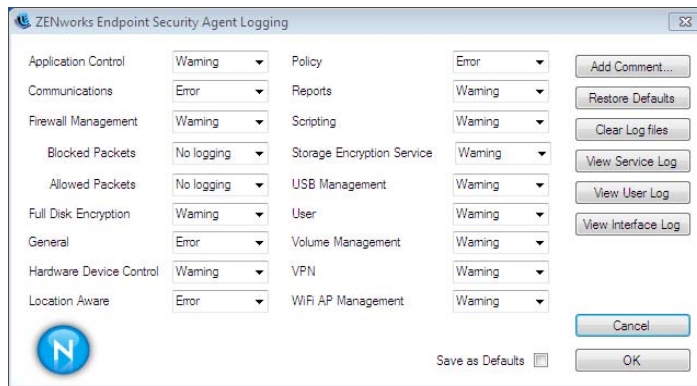 ZENworks Endpoint Security Agent Logging
Application Control Warning Policy Error Add Comment...
Communications Error Reports Warning Restore Defaults
Firewall Management Warning Scripting Warning Clear Log files
Blocked Packets No logging Storage Encryption Service Warning View Service Log
Allowed Packets No logging USB Management Warning View User Log
Full Disk Encryption Warning User Warning View Interface Log
General Error Volume Management Warning
Hardware Device Control Warning VPN Warning
Location Aware Error WiFi AP Management Warning
Cancel
N
Save as Defaults OK